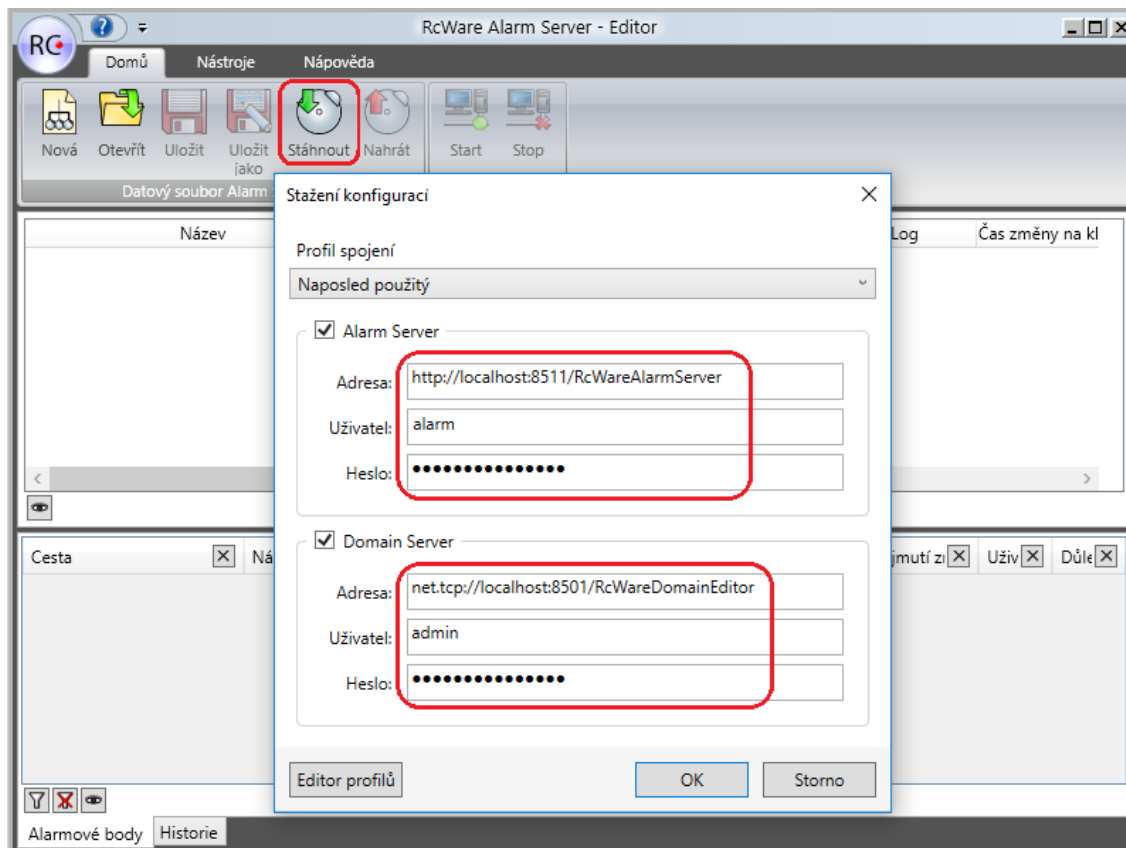 RcWare Alarm Server - Editor
RC
?
Domů Nástroje Nápověda
Nová Otevřít Uložit Uložit jako Stáhnout Nahrát Start Stop
Datový soubor Alarm
Stažení konfigurací
Název Log Čas změny na kl
Profil spojení
Naposled použitý
Alarm Server
Adresa: http://localhost:8511/RcWareAlarmServer
Uživatel: alarm
Heslo: •••••••••••••••
Domain Server
Cesta Ná jmutí zı Uživ Důle
Adresa: net.tcp://localhost:8501/RcWareDomainEditor
Uživatel: admin
Heslo: •••••••••••••••
Editor profilů OK Storno
Alarmové body Historie